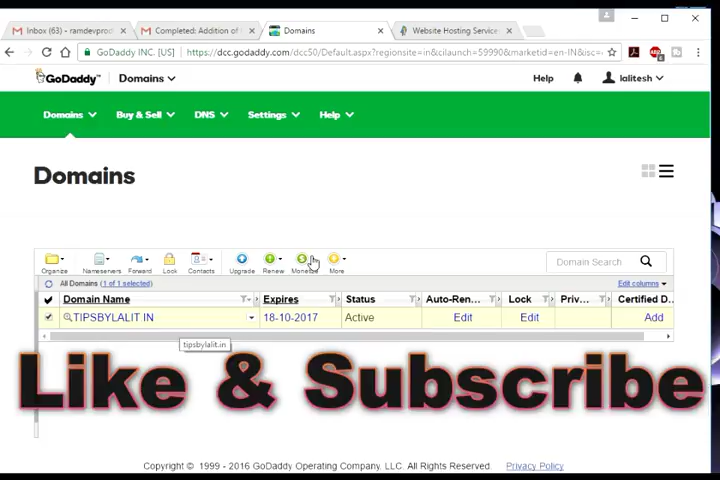 Inbox (63) - ramdevprod
Completed: Addition of
Domains
Website Hosting Service
GoDaddy INC. [US]
https://dcc.godaddy.com/dcc50/Default.aspx?regionsite=in&cilaunch=59990&marketid=en-IN&isc=
GoDaddy Domains
Help
lalitesh
Domains Buy & Sell DNS Settings Help
Domains
Organize Nameservers Forward Lock Contacts Upgrade Renew Monetize More
Domain Search
All Domains (1 of 1 selected)
Edit columns
Domain Name Expires Status Auto-Ren... Lock Priv... Certified D...
TIPSBYLALIT IN 18-10-2017 Active Edit Edit Add
tipsbylalit.in
Like & Subscribe
Copyright © 1999 - 2016 GoDaddy Operating Company, LLC. All Rights Reserved. Privacy Policy